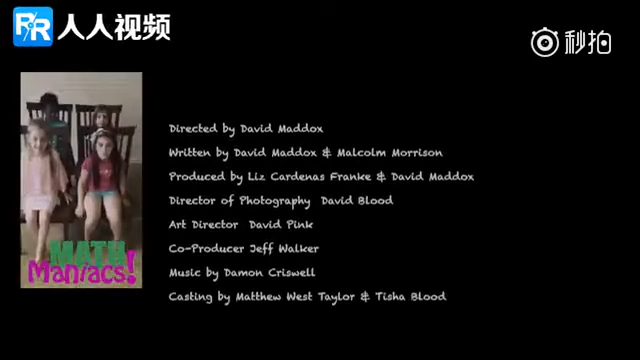 RR 人人视频
秒拍
Directed by David Maddox
Written by David Maddox & Malcolm Morrison
Produced by Liz Cardenas Franke & David Maddox
Director of Photography David Blood
Art Director David Pink
Co-Producer Jeff Walker
Music by Damon Criswell
Casting by Matthew West Taylor & Tisha Blood
MATH
Maniacs!